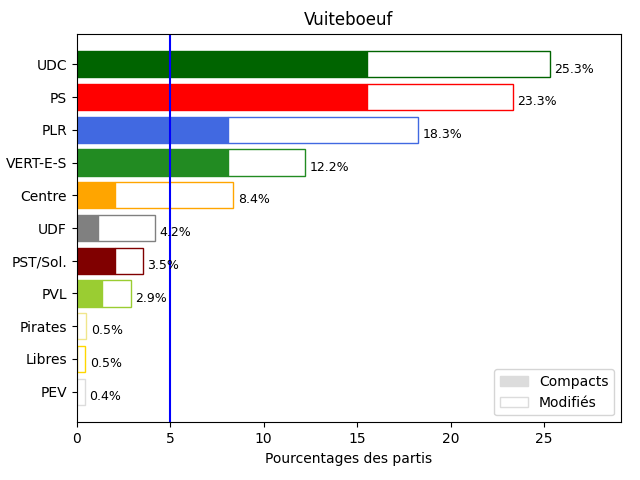 Vuiteboeuf
UDC 25.3%
PS 23.3%
PLR 18.3%
VERT-E-S 12.2%
Centre 8.4%
UDF 4.2%
PST/Sol. 3.5%
PVL 2.9%
Pirates 0.5%
Libres 0.5%
PEV 0.4%
Compacts
Modifiés
0 5 10 15 20 25
Pourcentages des partis